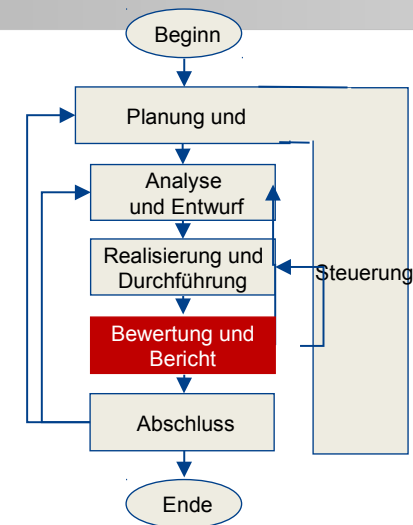 Beginn
Planung und
Analyse
und Entwurf
Realisierung und
Durchführung
Steuerung
Bewertung und
Bericht
Abschluss
Ende